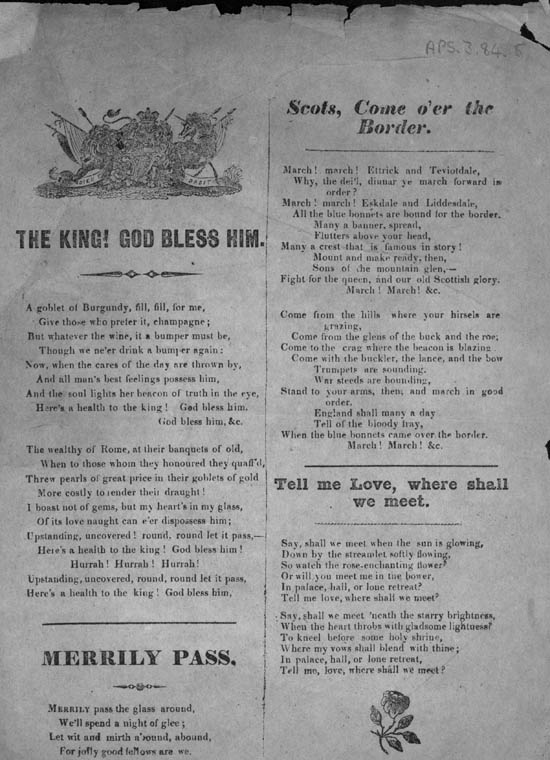 APS.3.84.5
THE KING! GOD BLESS HIM.
A goblet of Burgundy, fill, fill, for me,
Give those who prefer it, champagne;
But whatever the wine, it a bumper must be,
Though we ne'er drink a bumper again:
Now, when the cares of the day are thrown by,
And all man's best feelings possess him,
And the soul lights her beacon of truth in the eye,
Here's a health to the king! God bless him.
God bless him, &c.
The wealthy of Rome, at their banquets of old,
When to those whom they honoured they quaff'd,
Threw pearls of great price in their goblets of gold
More costly to render their draught!
I boast not of gems, but my heart's in my glass,
Of its love naught can e'er dispossess him;
Upstanding, uncovered! round, round let it pass,—
Here's a health to the king! God bless him!
Hurrah! Hurrah! Hurrah!
Upstanding, uncovered, round, round let it pass,
Here's a health to the king! God bless him,
MERRILY PASS.
MERRILY pass the glass around,
We'll spend a night of glee;
Let wit and mirth around, abound,
For jolly good fellows are we.
Scots, Come o'er the
Border.
March! march! Ettrick and Teviotdale,
Why, the dei'l, dinnar ye march forward in
order?
March! march! Eskdale and Liddesdale,
All the blue bonnets are bound for the border.
Many a banner, spread,
Flutters above your head,
Many a crest that is famous in story!
Mount and make ready, then,
Sons of the mountain glen,—
Fight for the queen, and our old Scottish glory.
March! March! &c.
Come from the hills where your hirsels are
grazing,
Come from the glens of the buck and the roe;
Come to the crag where the beacon is blazing
Come with the buckler, the lance, and the bow
Trumpets are sounding.
War steeds are bounding,
Stand to your arms, then, and march in good
order.
England shall many a day
Tell of the bloody fray,
When the blue bonnets came over the border.
March! March! &c.
Tell me Love, where shall
we meet.
Say, shall we meet when the sun is glowing,
Down by the streamlet softly flowing,
So watch the rose-enchanting flower?
Or will you meet me in the bower,
In palace, hall, or lone retreat?
Tell me love, where shall we meet?
Say, shall we meet 'neath the starry brightness,
When the heart throbs with gladsome lightness?
To kneel before some holy shrine,
Where my vows shall blend with thine;
In palace, hall, or lone retreat,
Tell me, love, where shall we meet?